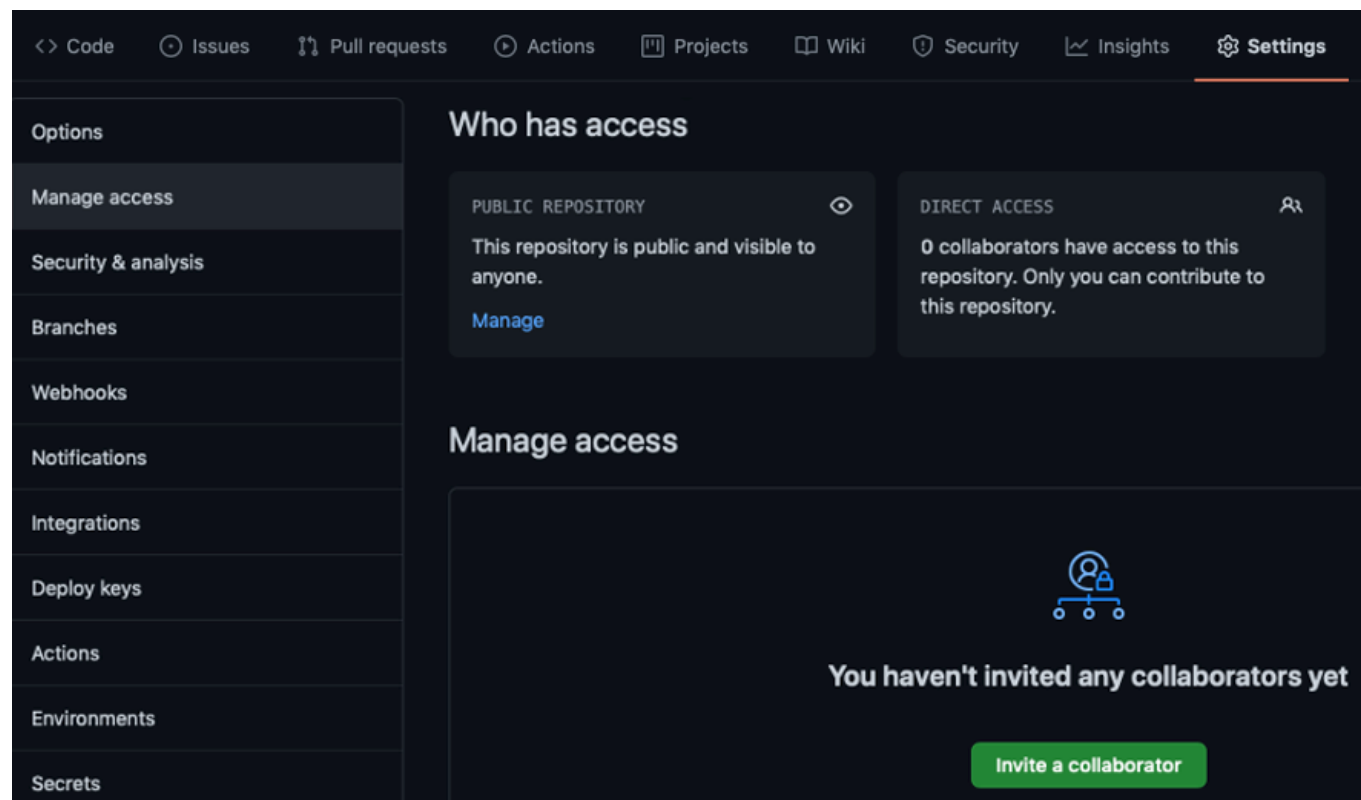 Code Issues Pull requests Actions Projects Wiki Security Insights Settings
Options
Manage access
Security & analysis
Branches
Webhooks
Notifications
Integrations
Deploy keys
Actions
Environments
Secrets
Who has access
PUBLIC REPOSITORY
This repository is public and visible to
anyone.
Manage
DIRECT ACCESS
0 collaborators have access to this
repository. Only you can contribute to
this repository.
Manage access
You haven't invited any collaborators yet
Invite a collaborator